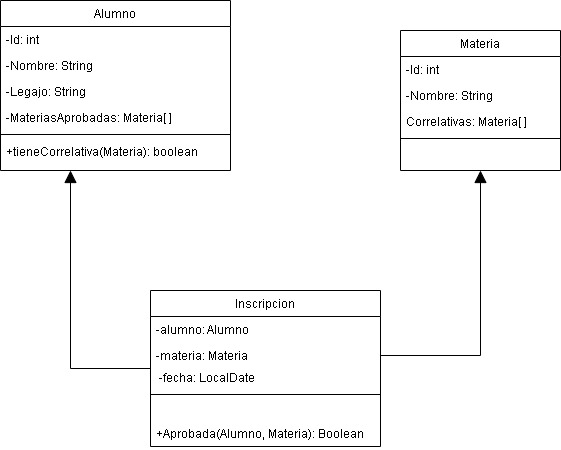 Alumno
-Id: int
-Nombre: String
-Legajo: String
-MateriasAprobadas: Materia[ ]
+tieneCorrelativa(Materia): boolean
Materia
-Id: int
-Nombre: String
Correlativas: Materia[ ]
Inscripcion
-alumno: Alumno
-materia: Materia
-fecha: LocalDate
+Aprobada(Alumno, Materia): Boolean